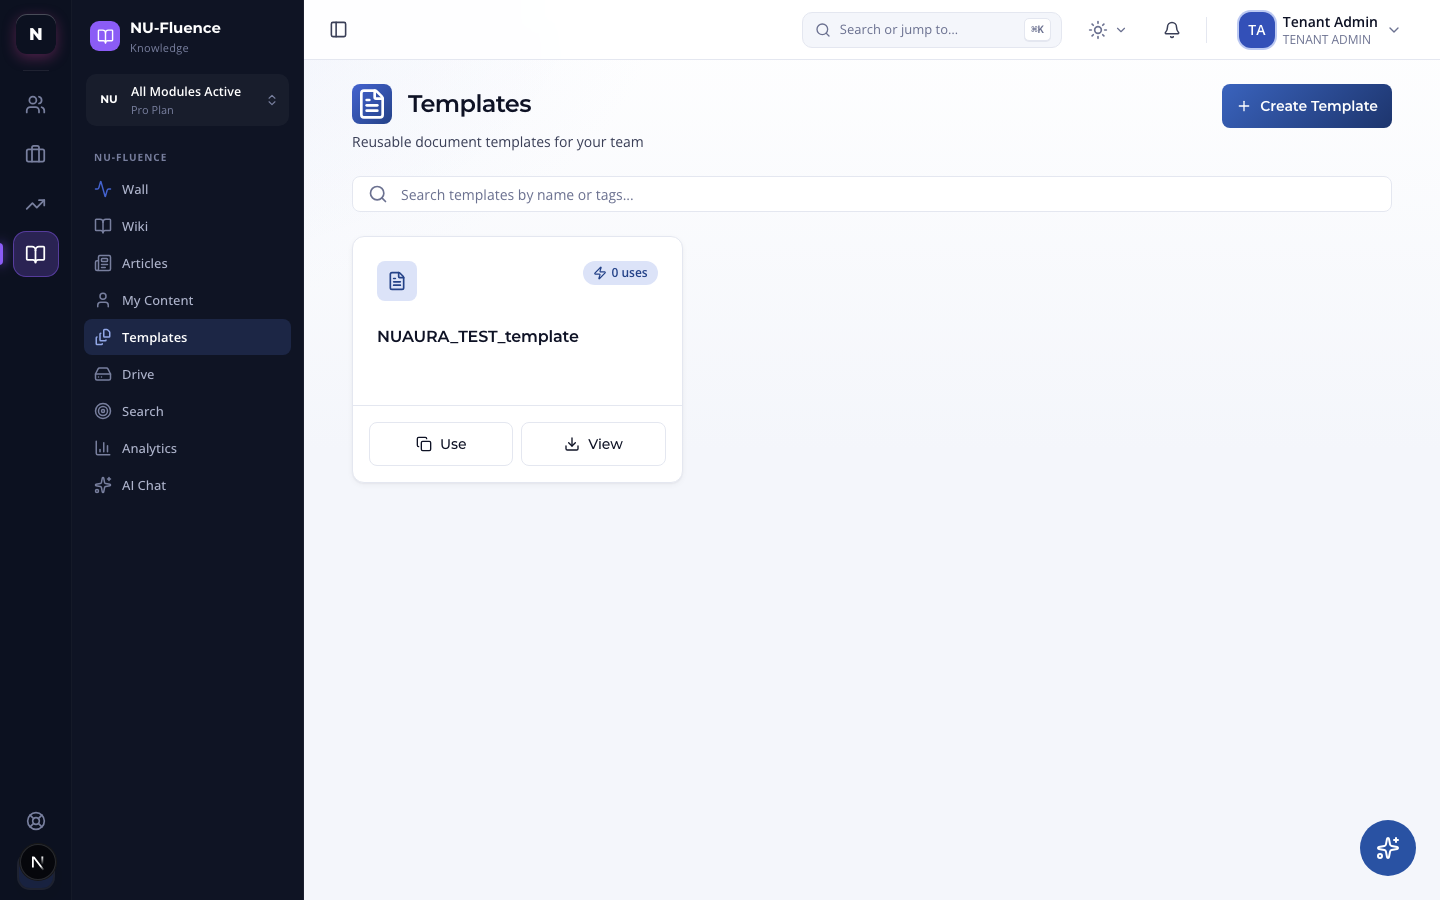 N
NU-Fluence
Knowledge
NU
All Modules Active
Pro Plan
NU-FLUENCE
Wall
Wiki
Articles
My Content
Templates
Drive
Search
Analytics
AI Chat
N
Search or jump to...
⌘K
TA
Tenant Admin
TENANT ADMIN
Templates
Reusable document templates for your team
Create Template
Search templates by name or tags...
0 uses
NUAURA_TEST_template
Use
View